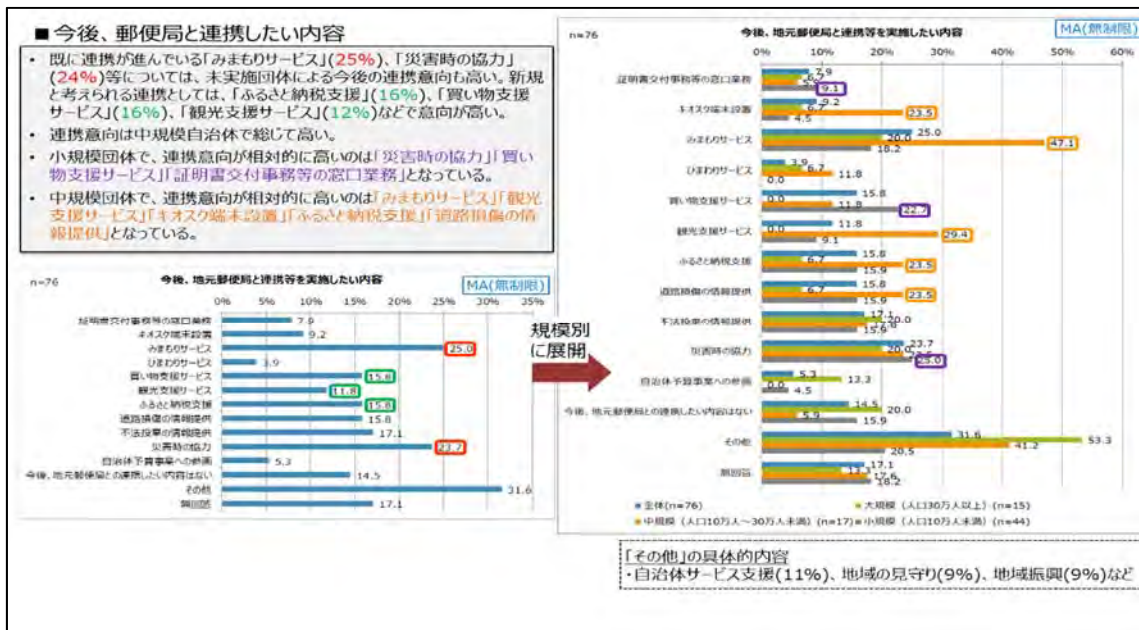 ■今後、郵便局と連携したい内容
• 既に連携が進んでいる「みまもりサービス」(25%)、「災害時の協力」
(24%)等については、未実施団体による今後の連携意向も高い。新規
と考えられる連携としては、「ふるさと納税支援」(16%)、「買い物支援
サービス」(16%)、「観光支援サービス」(12%)などで意向が高い。
• 連携意向は中規模自治体で総じて高い。
• 小規模団体で、連携意向が相対的に高いのは「災害時の協力」「買い
物支援サービス」「証明書交付事務等の窓口業務」となっている。
• 中規模団体で、連携意向が相対的に高いのは「みまもりサービス」「観光
支援サービス」「キオスク端末設置」「ふるさと納税支援」「道路損傷の情
報提供」となっている。
n=76
今後、地元郵便局と連携等を実施したい内容
MA(無制限)
0% 5% 10% 15% 20% 25% 30% 35%
証明書交付事務等の窓口業務 7.9
キオスク端末設置 9.2
みまもりサービス 25.0
ひまわりサービス 3.9
買い物支援サービス 15.8
観光支援サービス 11.8
ふるさと納税支援 15.8
道路損傷の情報提供 15.8
不法投棄の情報提供 17.1
災害時の協力 23.7
自治体予算事業への参画 5.3
今後、地元郵便局との連携したい内容はない 14.5
その他 31.6
無回答 17.1
規模別
に展開
n=76
今後、地元郵便局と連携等を実施したい内容
MA(無制限)
0% 10% 20% 30% 40% 50% 60%
証明書交付事務等の窓口業務 7.9 6.7 9.1
キオスク端末設置 9.2 6.7 23.5 4.5
みまもりサービス 25.0 20.0 47.1 18.2
ひまわりサービス 3.9 6.7 11.8 0.0
買い物支援サービス 15.8 0.0 11.8 22.7
観光支援サービス 11.8 0.0 29.4 9.1
ふるさと納税支援 15.8 6.7 23.5 15.9
道路損傷の情報提供 15.8 6.7 23.5 15.9
不法投棄の情報提供 17.1 20.0 17.6
災害時の協力 23.7 20.0 25.0
自治体予算事業への参画 5.3 13.3 0.0 4.5
今後、地元郵便局との連携したい内容はない 14.5 20.0 5.9 15.9
その他 31.6 53.3 41.2 20.5
無回答 17.1 13.3 17.6 18.2
全体(n=76) 大規模(人口30万人以上)(n=15)
中規模(人口10万人～30万人未満)(n=17) 小規模(人口10万人未満)(n=44)
「その他」の具体的内容
・自治体サービス支援(11%)、地域の見守り(9%)、地域振興(9%)など